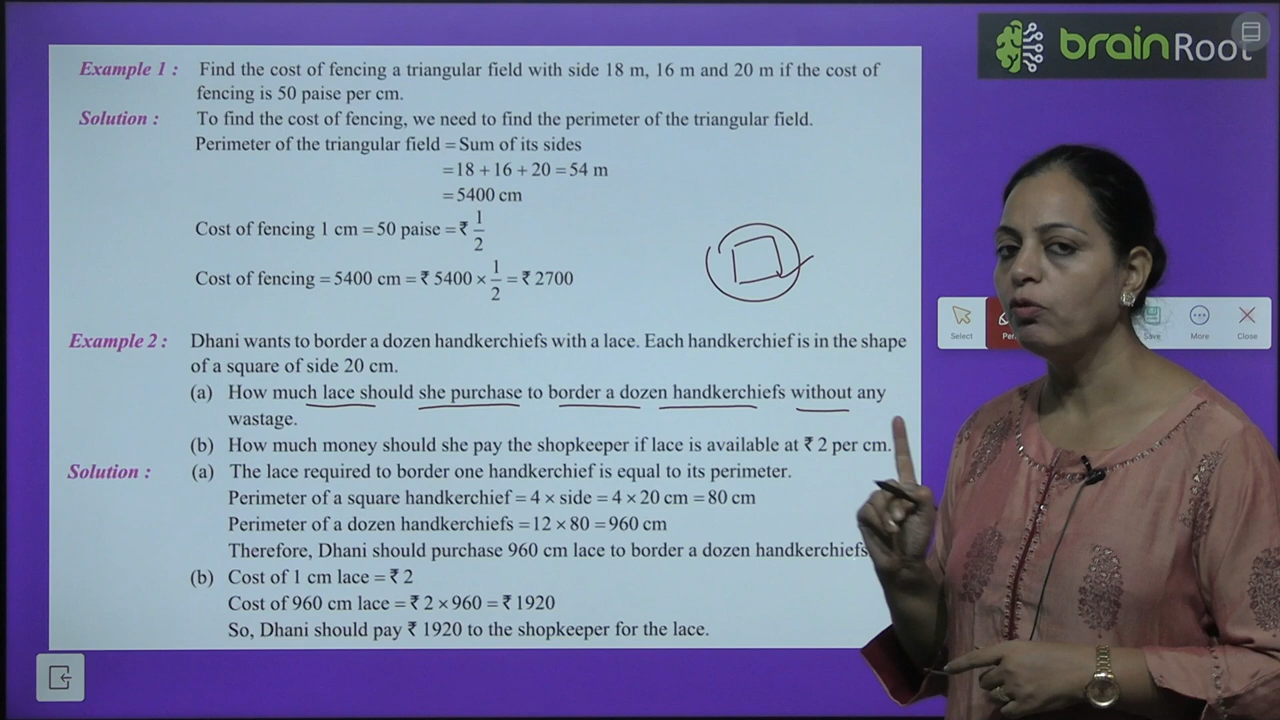 brainRoot
Example 1 : Find the cost of fencing a triangular field with side 18 m, 16 m and 20 m if the cost of
fencing is 50 paise per cm.
Solution : To find the cost of fencing, we need to find the perimeter of the triangular field.
Perimeter of the triangular field = Sum of its sides
= 18 + 16 + 20 = 54 m
= 5400 cm
Cost of fencing 1 cm = 50 paise = ₹ 1/2
Cost of fencing = 5400 cm = ₹ 5400 × 1/2 = ₹ 2700
Example 2 : Dhani wants to border a dozen handkerchiefs with a lace. Each handkerchief is in the shape
of a square of side 20 cm.
(a) How much lace should she purchase to border a dozen handkerchiefs without any
wastage.
(b) How much money should she pay the shopkeeper if lace is available at ₹ 2 per cm.
Solution : (a) The lace required to border one handkerchief is equal to its perimeter.
Perimeter of a square handkerchief = 4 × side = 4 × 20 cm = 80 cm
Perimeter of a dozen handkerchiefs = 12 × 80 = 960 cm
Therefore, Dhani should purchase 960 cm lace to border a dozen handkerchiefs
(b) Cost of 1 cm lace = ₹ 2
Cost of 960 cm lace = ₹ 2 × 960 = ₹ 1920
So, Dhani should pay ₹ 1920 to the shopkeeper for the lace.
Select Save More Close